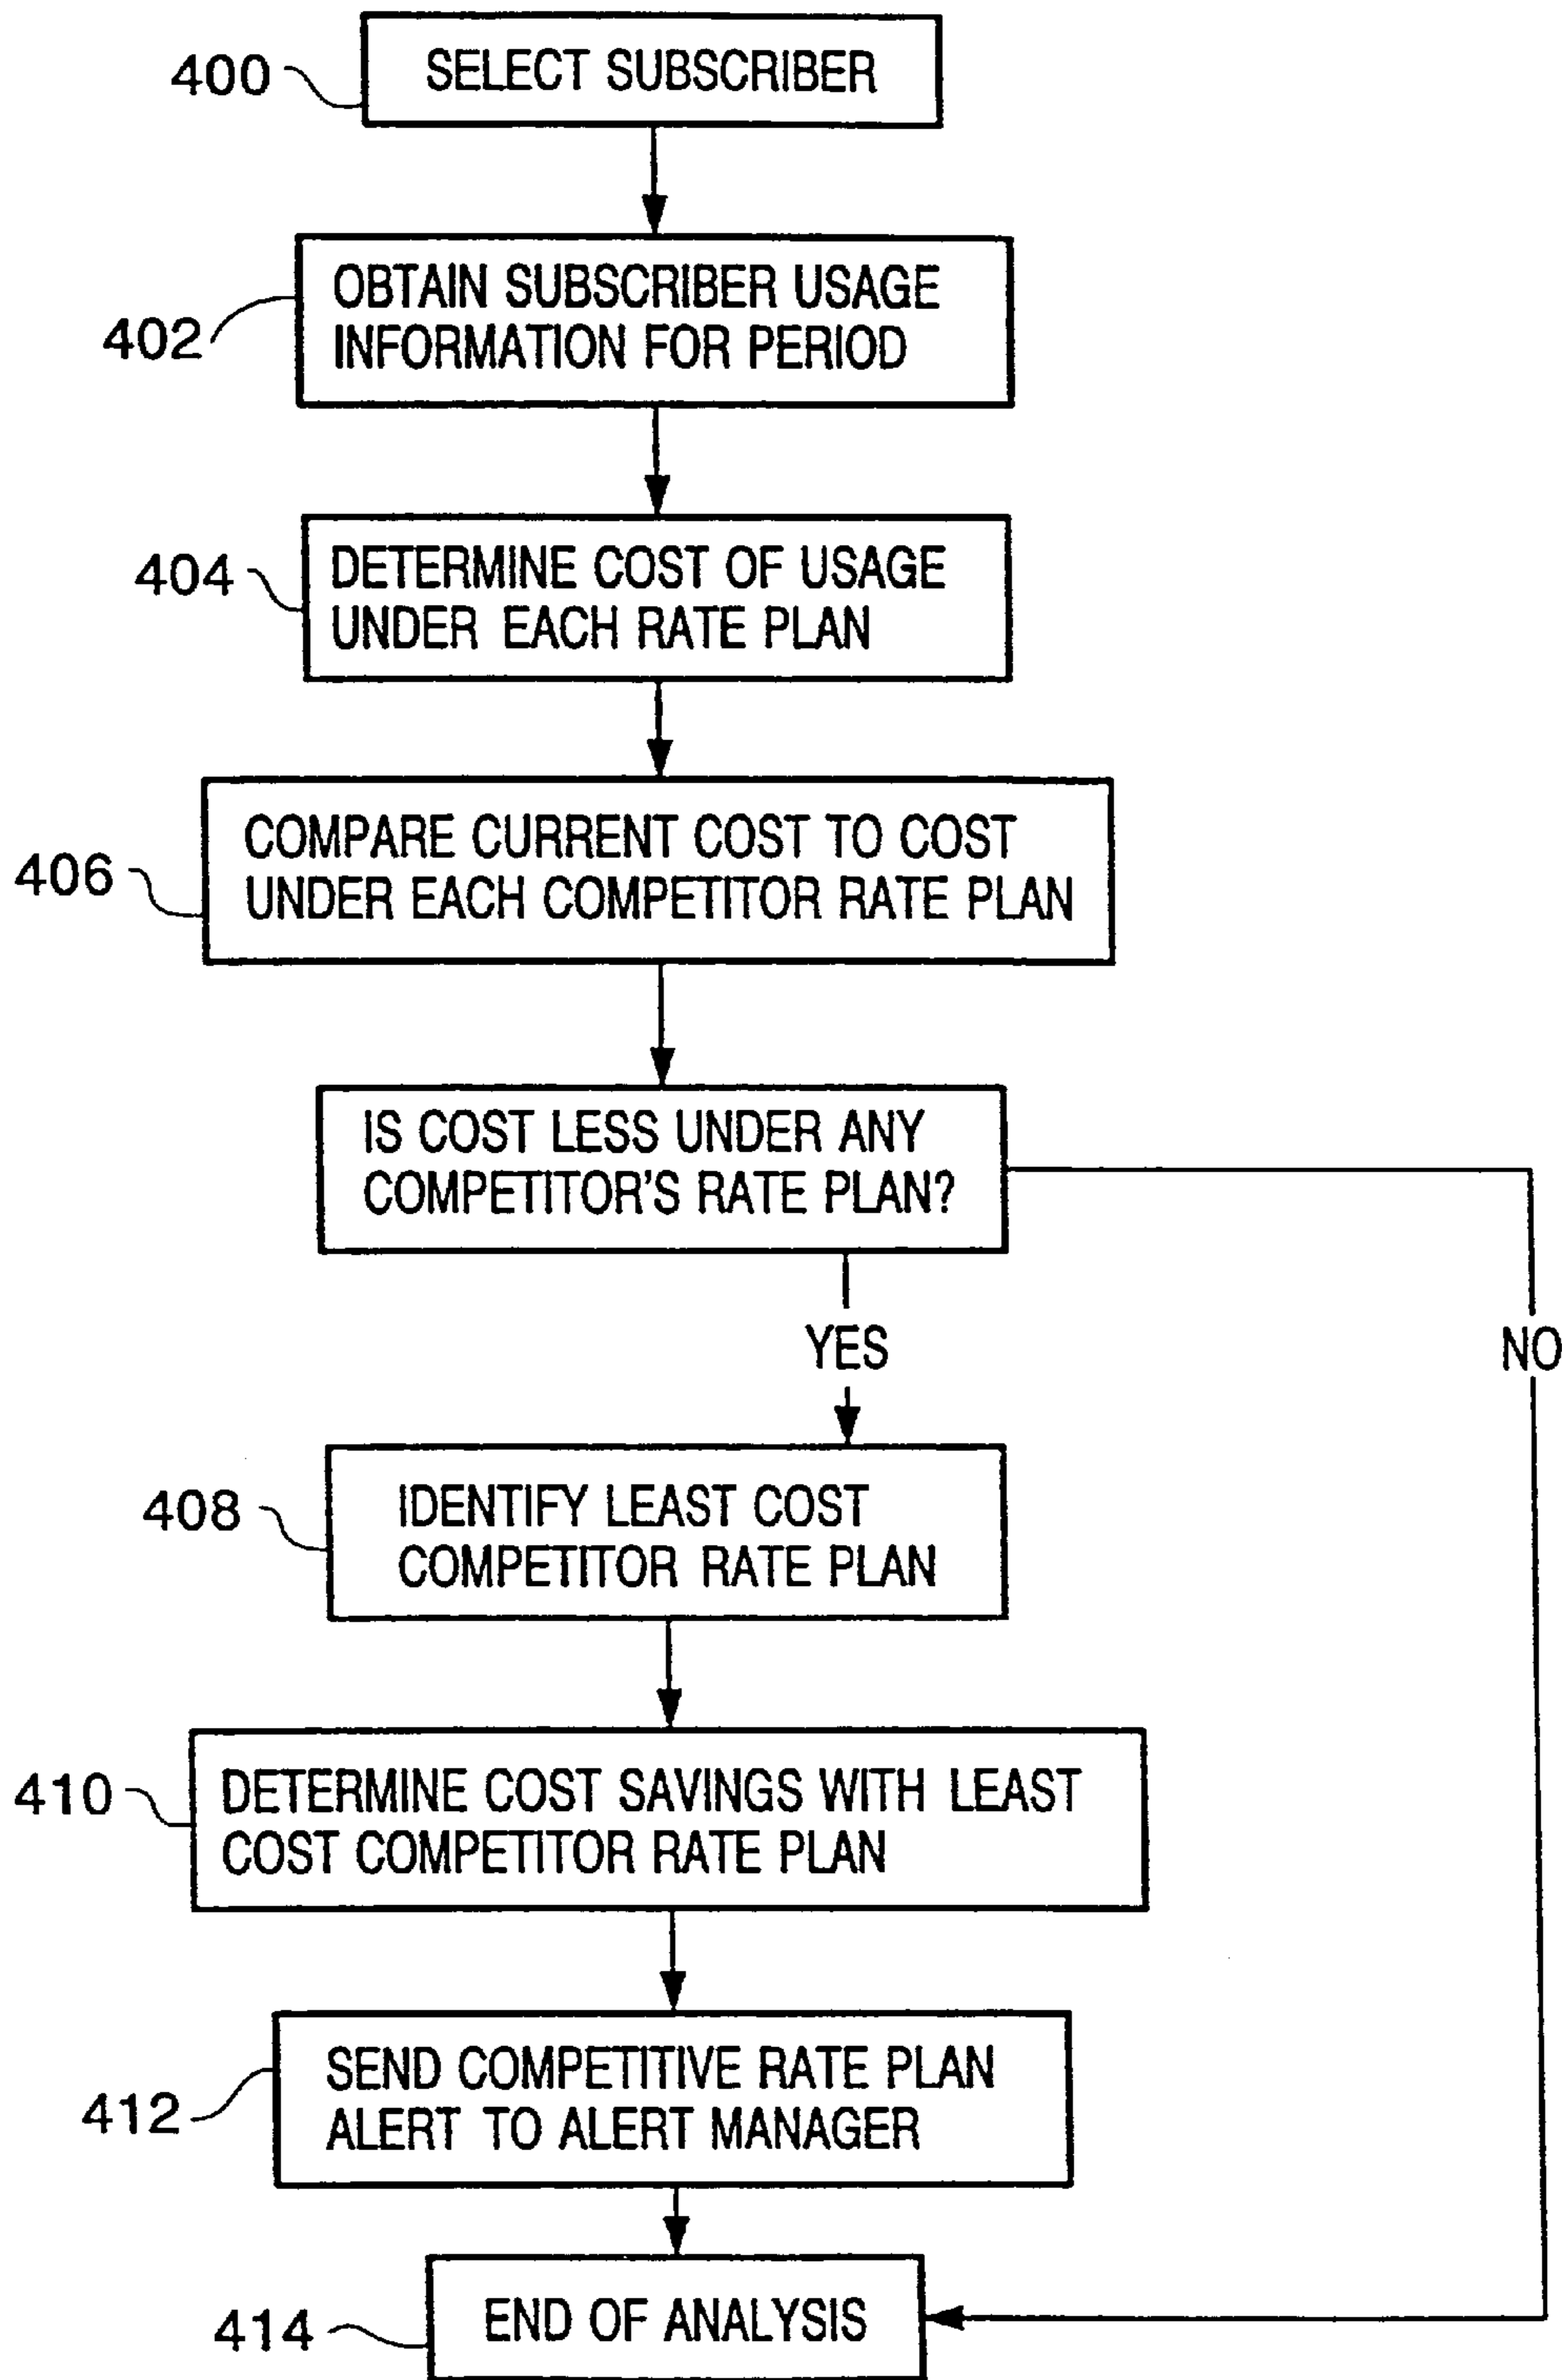 400
SELECT SUBSCRIBER
402
OBTAIN SUBSCRIBER USAGE
INFORMATION FOR PERIOD
404
DETERMINE COST OF USAGE
UNDER EACH RATE PLAN
406
COMPARE CURRENT COST TO COST
UNDER EACH COMPETITOR RATE PLAN
IS COST LESS UNDER ANY
COMPETITOR'S RATE PLAN?
YES
NO
408
IDENTIFY LEAST COST
COMPETITOR RATE PLAN
410
DETERMINE COST SAVINGS WITH LEAST
COST COMPETITOR RATE PLAN
412
SEND COMPETITIVE RATE PLAN
ALERT TO ALERT MANAGER
414
END OF ANALYSIS